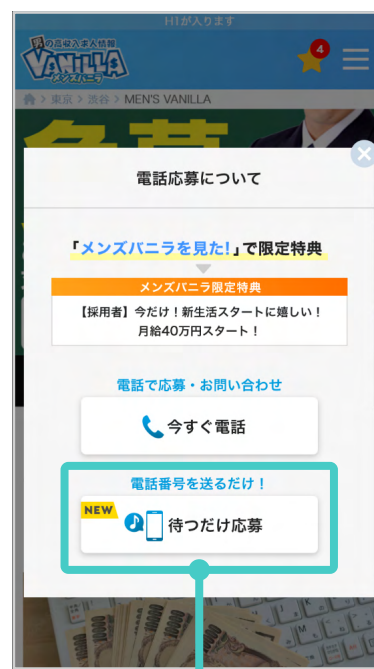 H1が入ります
男の高収入求人情報
VANILLA
メンズバニラ
4
東京 > 渋谷 > MEN'S VANILLA
電話応募について
「メンズバニラを見た!」で限定特典
メンズバニラ限定特典
【採用者】今だけ！新生活スタートに嬉しい！
月給40万円スタート！
電話で応募・お問い合わせ
今すぐ電話
電話番号を送るだけ！
NEW
待つだけ応募